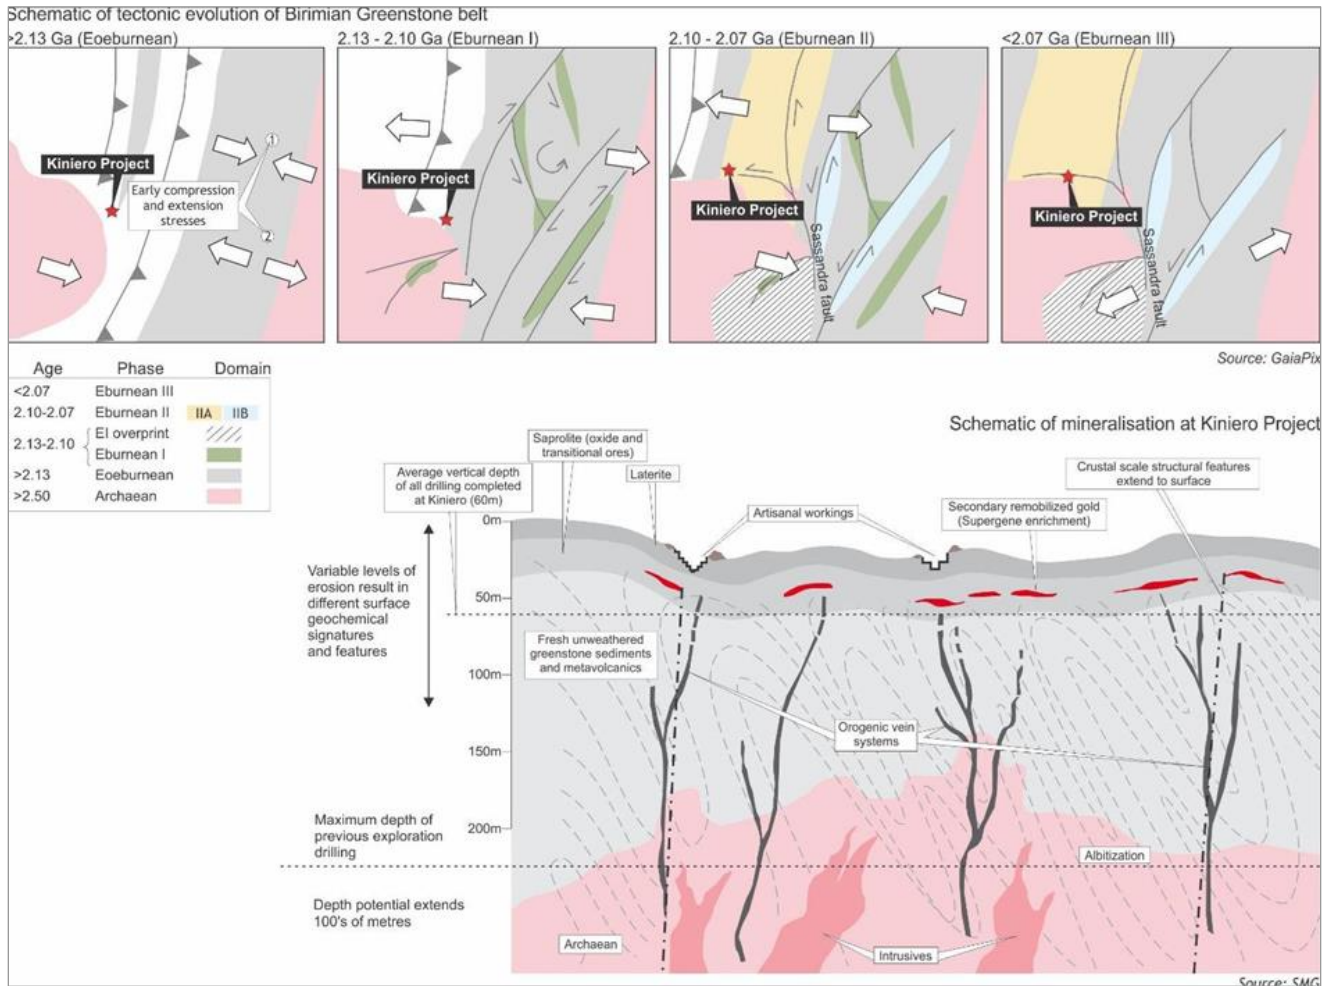 Schematic of tectonic evolution of Birimian Greenstone belt
>2.13 Ga (Eoeburnean)
2.13 - 2.10 Ga (Eburnean I)
2.10 - 2.07 Ga (Eburnean II)
<2.07 Ga (Eburnean III)
Kiniero Project
Early compression
and extension
stresses
1
2
Kiniero Project
Kiniero Project
Sassandra fault
Kiniero Project
Sassandra fault
Source: GaiaPix
Age Phase Domain
<2.07 Eburnean III
2.10-2.07 Eburnean II IIA IIB
2.13-2.10
EI overprint
Eburnean I
>2.13 Eoeburnean
>2.50 Archaean
Schematic of mineralisation at Kiniero Project
Saprolite (oxide and
transitional ores)
Laterite
Average vertical depth
of all drilling completed
at Kiniero (60m)
Artisanal workings
Secondary remobilized gold
(Supergene enrichment)
Crustal scale structural features
extend to surface
0m
50m
100m
150m
200m
Variable levels of
erosion result in
different surface
geochemical
signatures
and features
Fresh unweathered
greenstone sediments
and metavolcanics
Orogenic vein
systems
Maximum depth of
previous exploration
drilling
Albitization
Depth potential extends
100's of metres
Archaean
Intrusives
Source: SMG